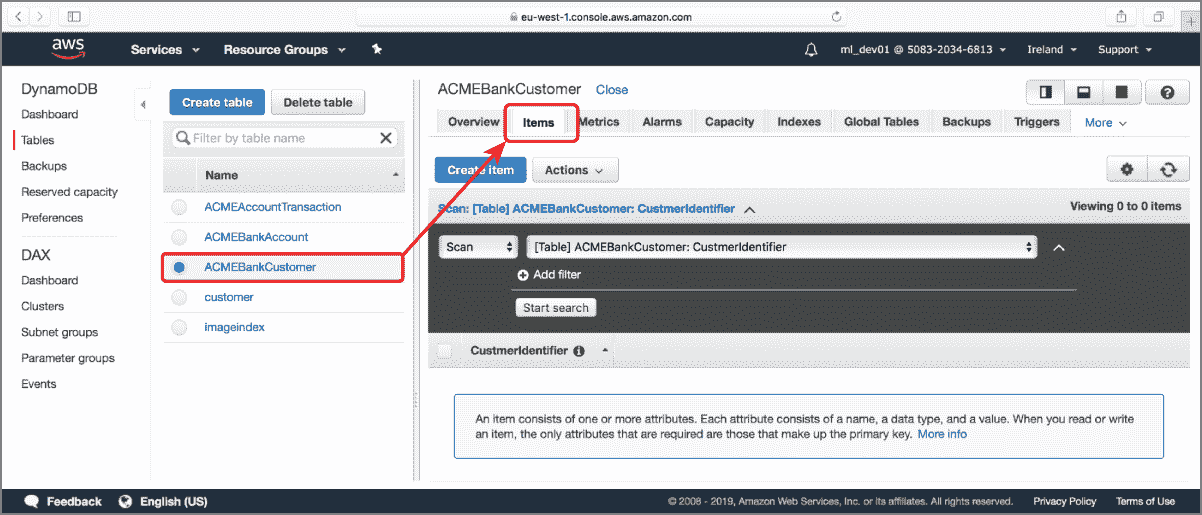 eu-west-1.console.aws.amazon.com
aws Services Resource Groups ml_dev01 @ 5083-2034-6813 Ireland Support
DynamoDB
Dashboard
Tables
Backups
Reserved capacity
Preferences
DAX
Dashboard
Clusters
Subnet groups
Parameter groups
Events
Create table Delete table
Filter by table name
Name
ACMEAccountTransaction
ACMEBankAccount
ACMEBankCustomer
customer
imageindex
ACMEBankCustomer Close
Overview Items Metrics Alarms Capacity Indexes Global Tables Backups Triggers More
Create item Actions
Scan: [Table] ACMEBankCustomer: CustmerIdentifier Viewing 0 to 0 items
Scan [Table] ACMEBankCustomer: CustmerIdentifier
Add filter
Start search
CustmerIdentifier
An item consists of one or more attributes. Each attribute consists of a name, a data type, and a value. When you read or write
an item, the only attributes that are required are those that make up the primary key. More info
Feedback English (US) © 2008 - 2019, Amazon Web Services, Inc. or its affiliates. All rights reserved. Privacy Policy Terms of Use